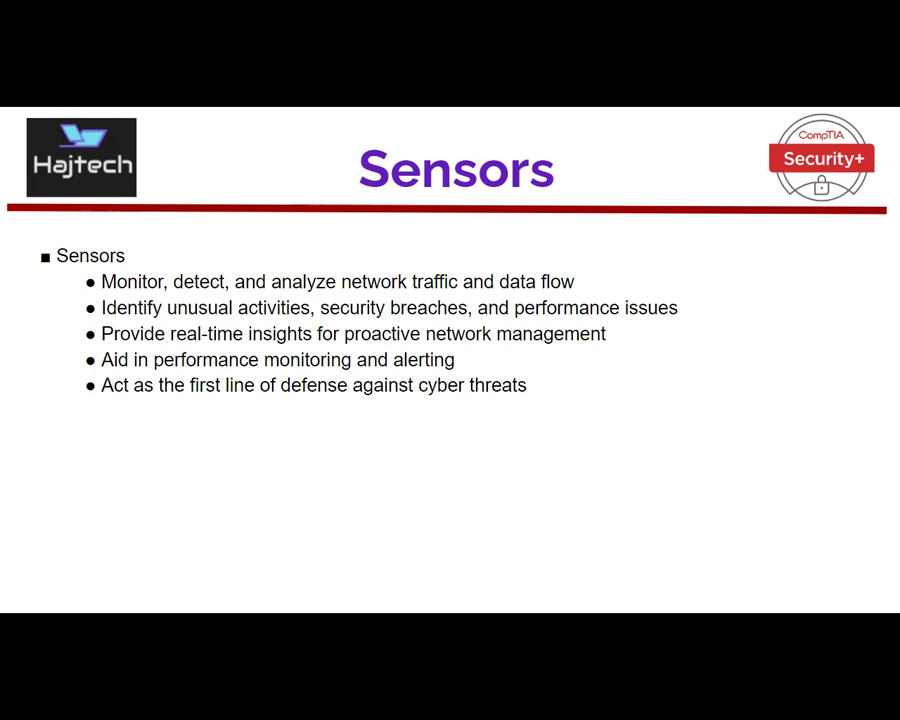 Hajtech
Sensors
CompTIA
Security+
■ Sensors
● Monitor, detect, and analyze network traffic and data flow
● Identify unusual activities, security breaches, and performance issues
● Provide real-time insights for proactive network management
● Aid in performance monitoring and alerting
● Act as the first line of defense against cyber threats